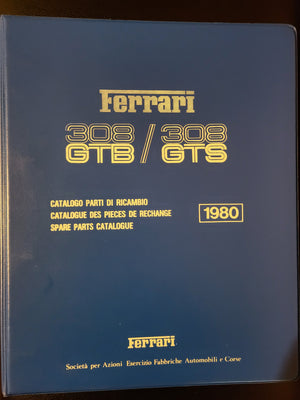 Ferrari
308 / 308
GTB / GTS
CATALOGO PARTI DI RICAMBIO
CATALOGUE DES PIECES DE RECHANGE
SPARE PARTS CATALOGUE
1980
Ferrari
Società per Azioni Esercizio Fabbriche Automobili e Corse